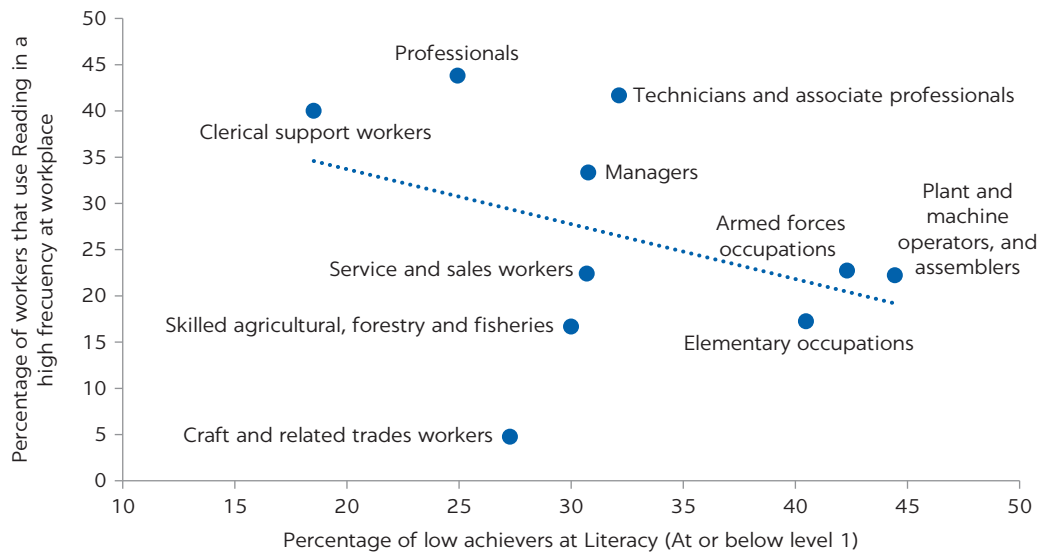 Percentage of workers that use Reading in a
high frecuency at workplace
50
45
40
35
30
25
20
15
10
5
0
Professionals
Technicians and associate professionals
Clerical support workers
Managers
Plant and
machine
operators, and
assemblers
Armed forces
occupations
Service and sales workers
Skilled agricultural, forestry and fisheries
Elementary occupations
Craft and related trades workers
10
15
20
25
30
35
40
45
50
Percentage of low achievers at Literacy (At or below level 1)